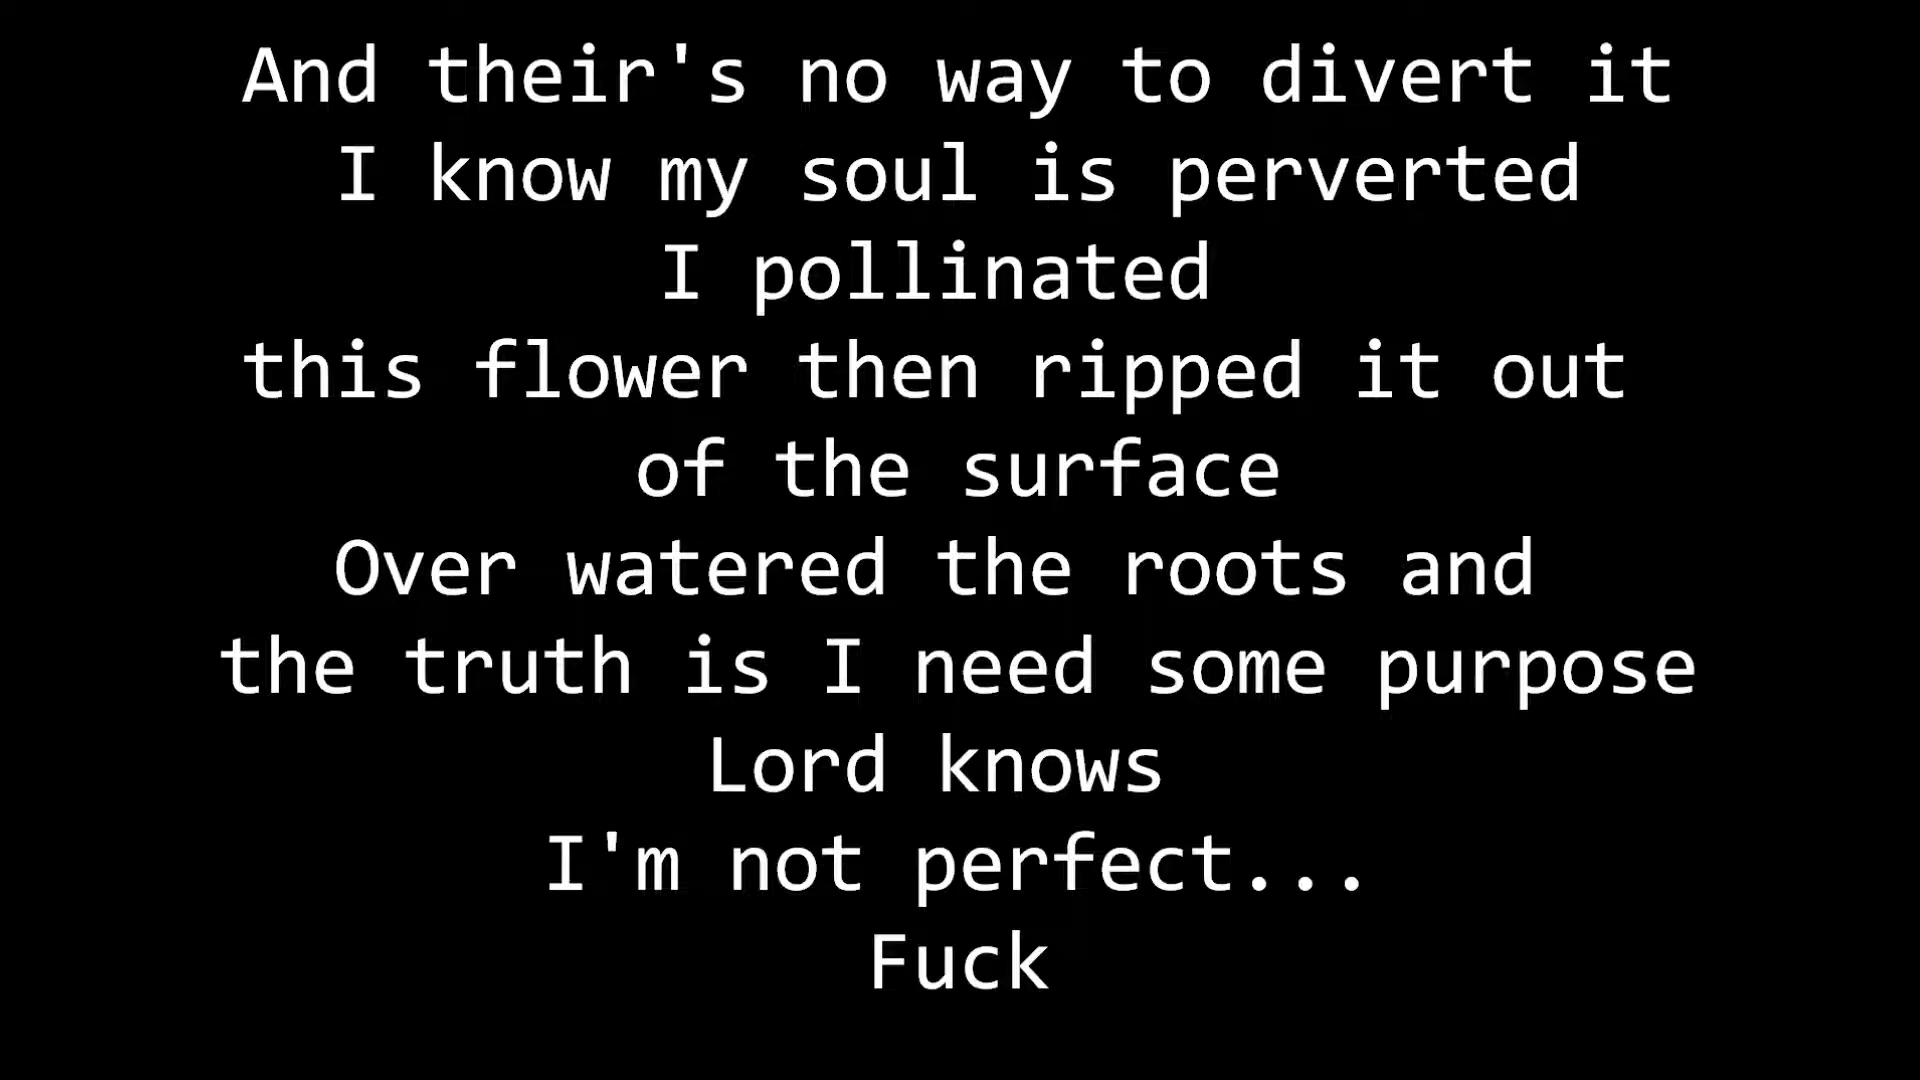 And their's no way to divert it
I know my soul is perverted
I pollinated
this flower then ripped it out
of the surface
Over watered the roots and
the truth is I need some purpose
Lord knows
I'm not perfect...
Fuck